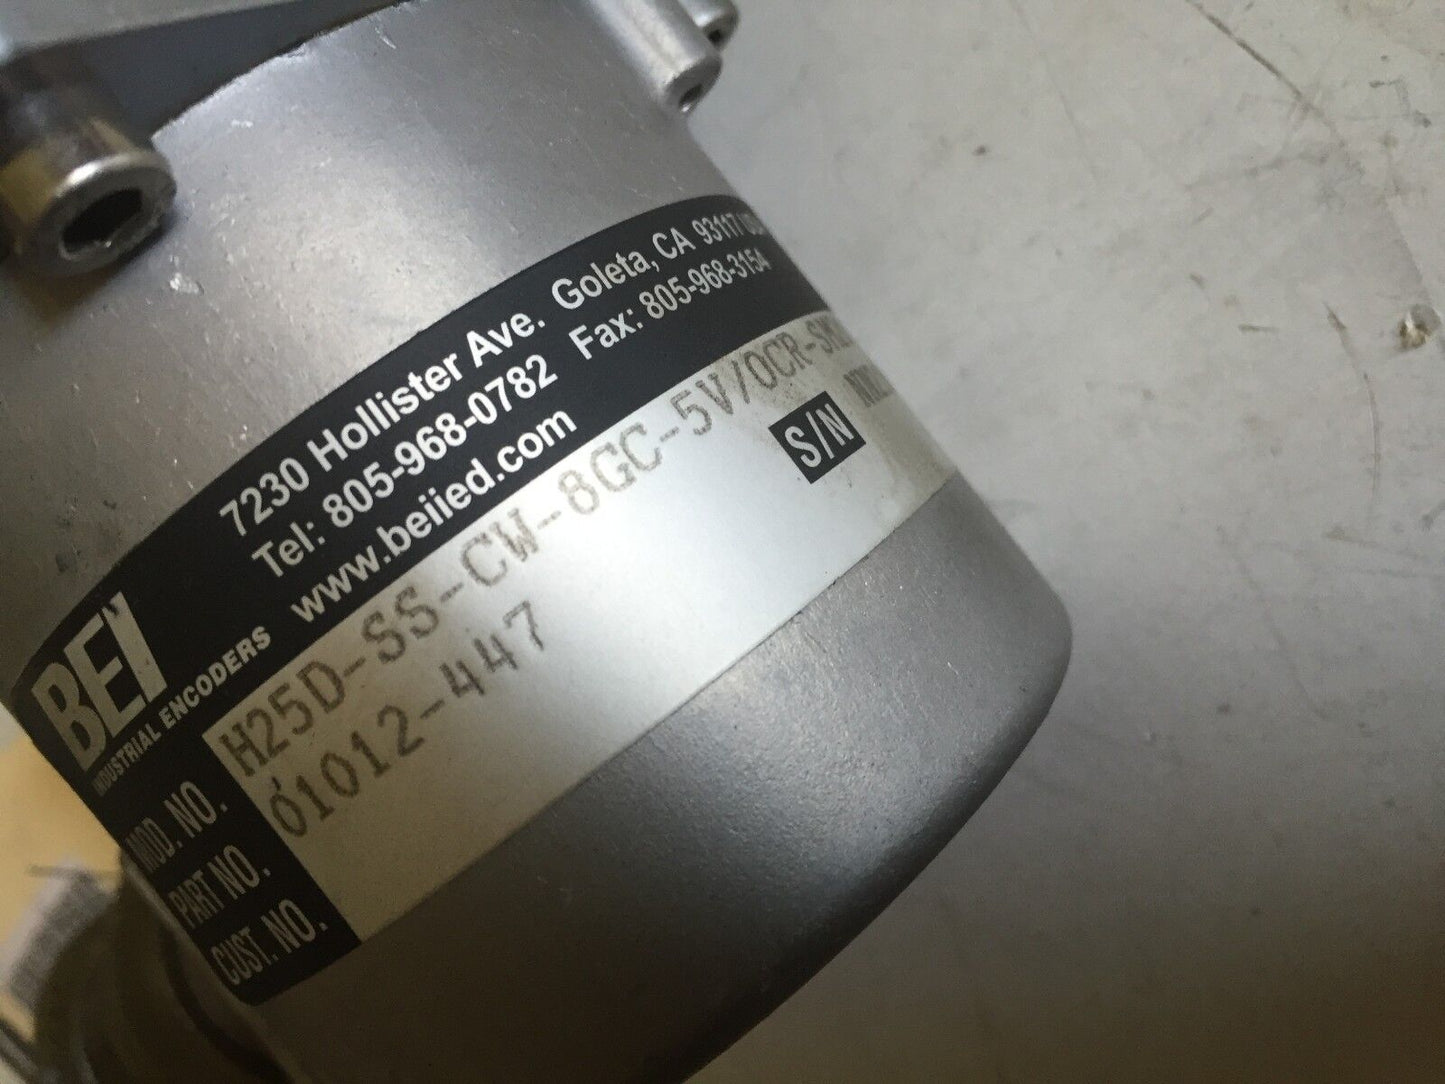 BEI
INDUSTRIAL ENCODERS
7230 Hollister Ave. Goleta, CA 93117
Tel: 805-968-0782 Fax: 805-968-3154
www.beiied.com
MOD. NO. H25D-SS-CW-8GC-5V/OCR-
PART NO. 01012-447 S/N
CUST. NO.